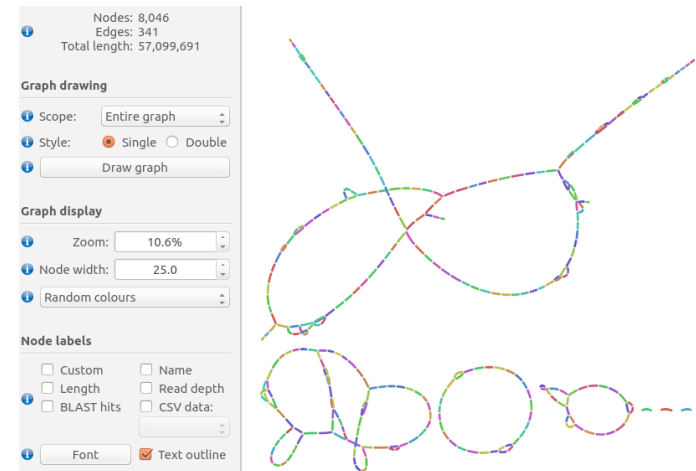 Nodes: 8,046
Edges: 341
Total length: 57,099,691
Graph drawing
Scope: Entire graph
Style: Single Double
Draw graph
Graph display
Zoom: 10.6%
Node width: 25.0
Random colours
Node labels
Custom Name
Length Read depth
BLAST hits CSV data:
Font Text outline